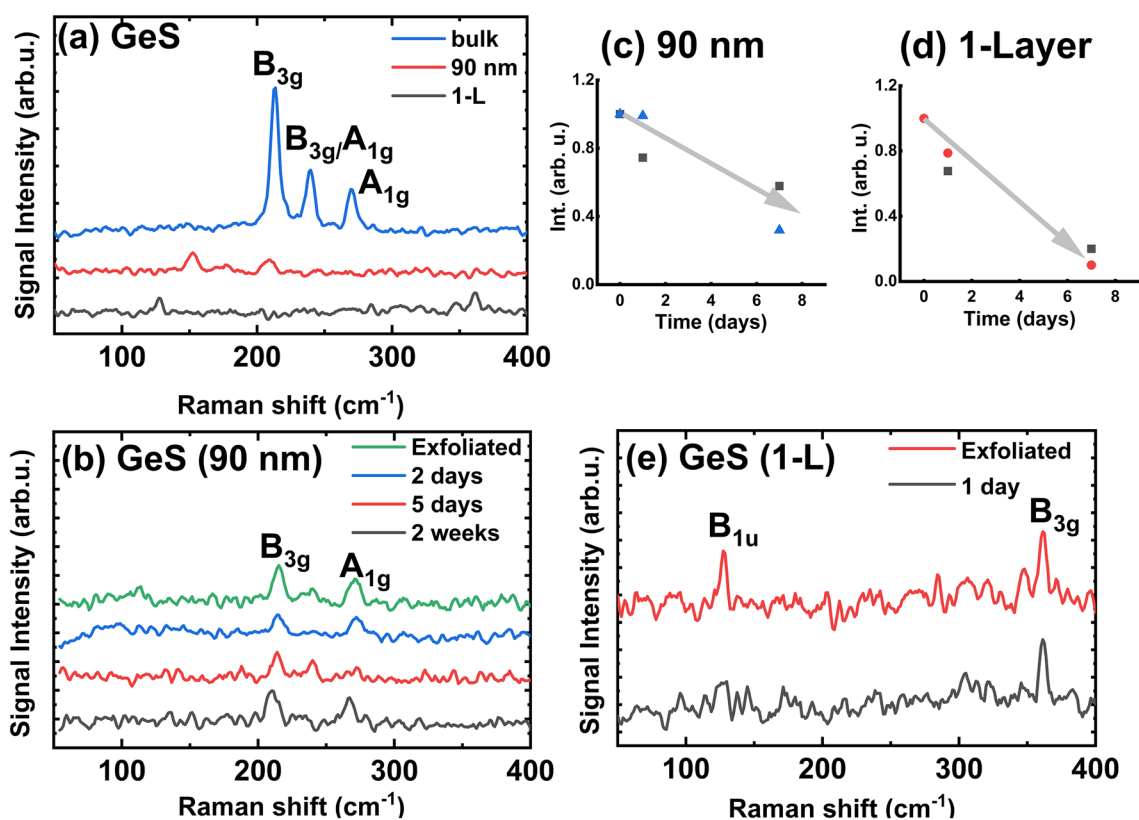 (a) GeS
bulk
90 nm
1-L
B3g
B3g/A1g
A1g
Signal Intensity (arb.u.)
100 200 300 400
Raman shift (cm-1)
(c) 90 nm
1.2
0.8
0.4
0.0
Int. (arb. u.)
0 2 4 6 8
Time (days)
(d) 1-Layer
1.2
0.8
0.4
0.0
Int. (arb. u.)
0 2 4 6 8
Time (days)
(b) GeS (90 nm)
Exfoliated
2 days
5 days
2 weeks
B3g
A1g
Signal Intensity (arb.u.)
100 200 300 400
Raman shift (cm-1)
(e) GeS (1-L)
Exfoliated
1 day
B1u
B3g
Signal Intensity (arb.u.)
100 200 300 400
Raman shift (cm-1)